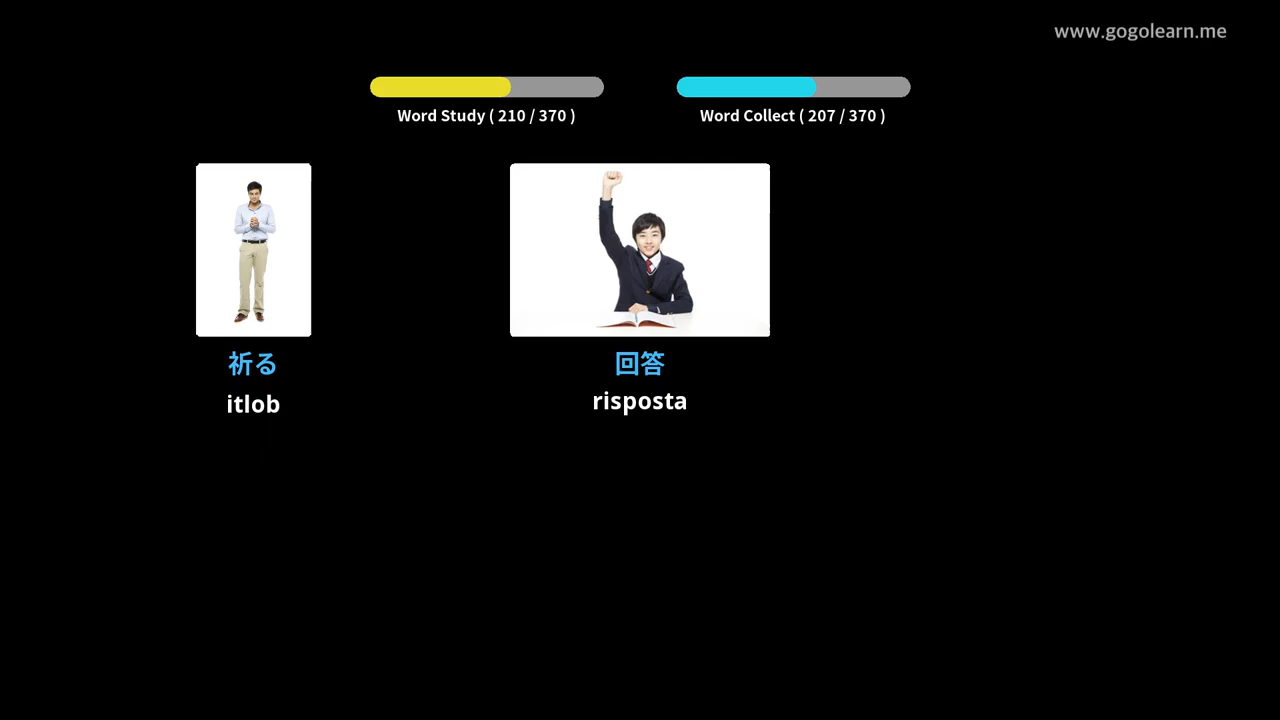 www.gogolearn.me
Word Study ( 210 / 370 )
Word Collect ( 207 / 370 )
祈る
itlob
回答
risposta